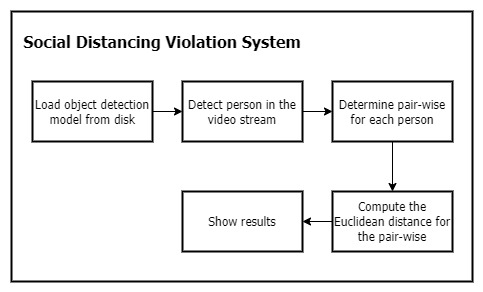 Social Distancing Violation System
Load object detection
model from disk
Detect person in the
video stream
Determine pair-wise
for each person
Compute the
Euclidean distance for
the pair-wise
Show results